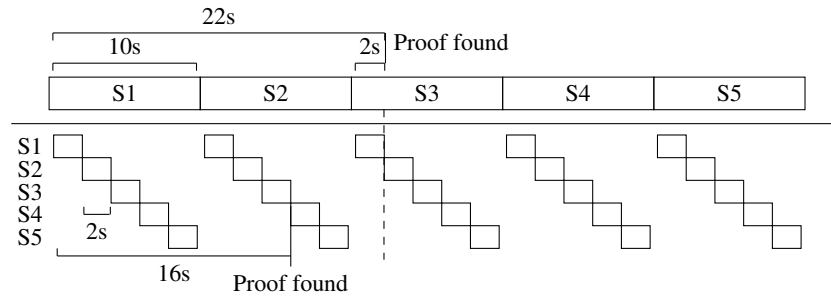 22s
10s
2s Proof found
S1 S2 S3 S4 S5
S1
S2
S3
S4
S5
2s
16s
Proof found